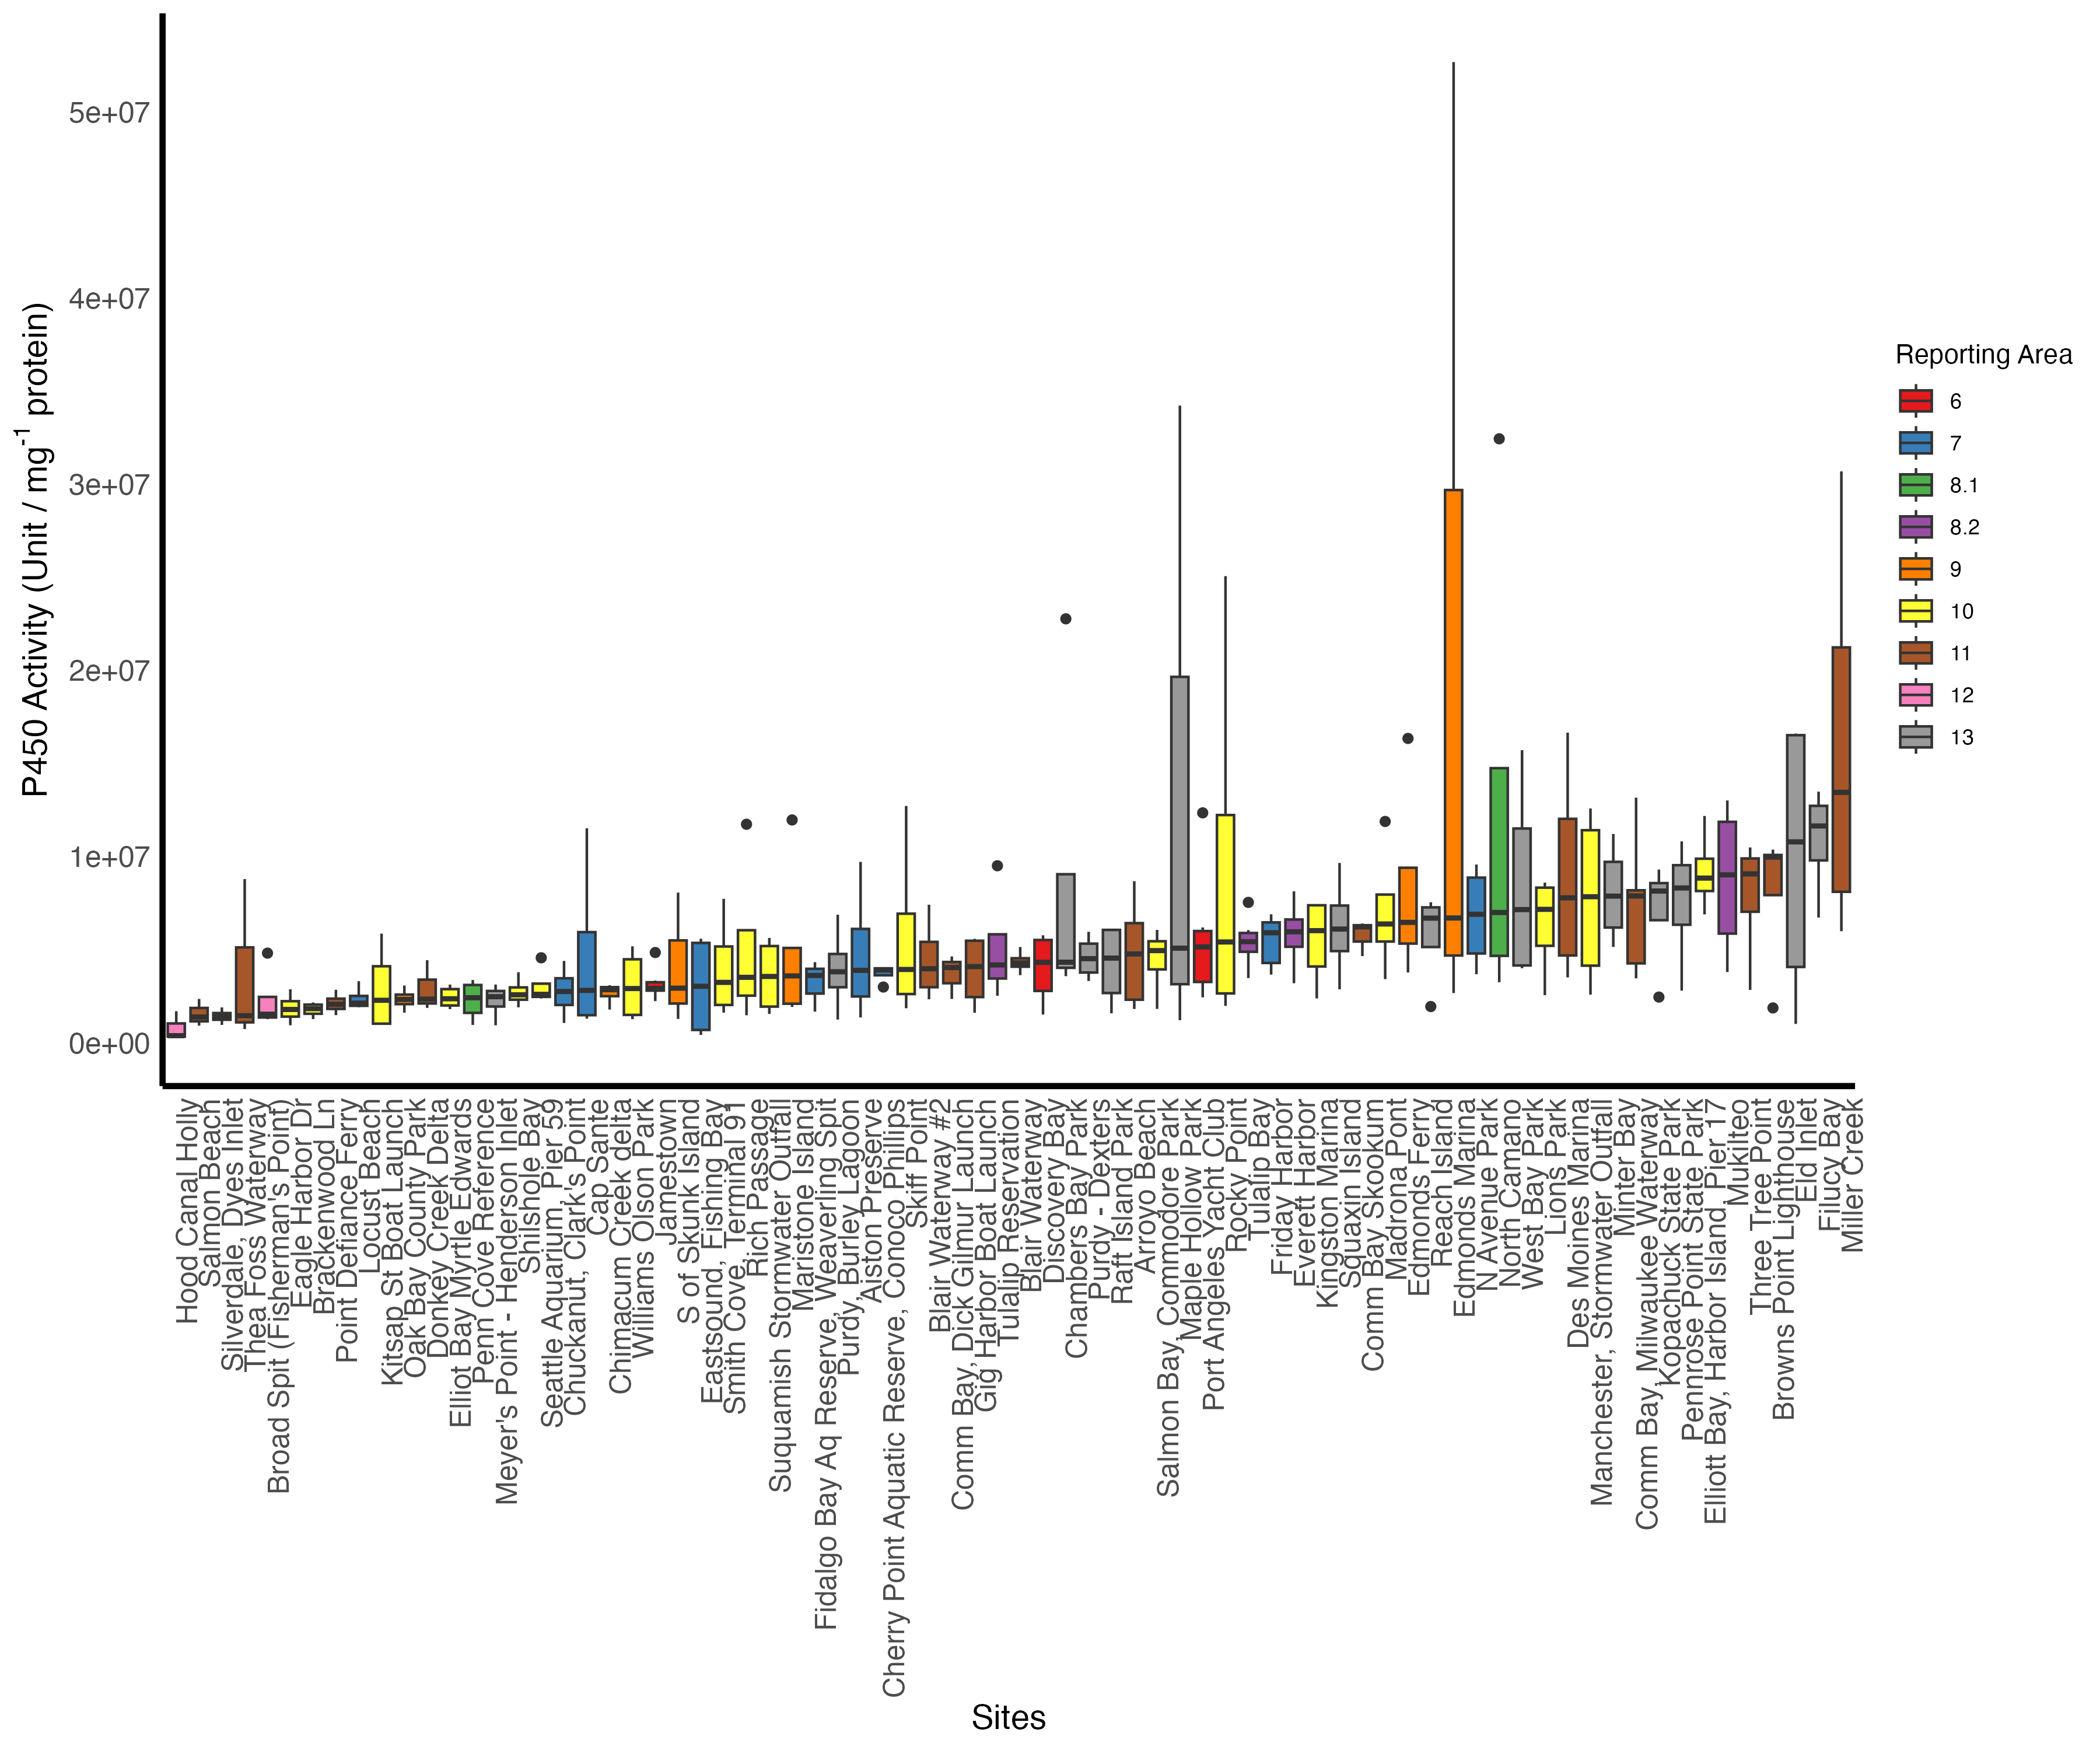 5e+07
4e+07
3e+07
2e+07
1e+07
0e+00
P450 Activity (Unit / mg-1 protein)
Hood Canal Holly
Salmon Beach
Silverdale, Dyes Inlet
Thea Foss Waterway
Broad Spit (Fisherman's Point)
Eagle Harbor Dr
Brackenwood Ln
Point Defiance Ferry
Locust Beach
Kitsap St Boat Launch
Oak Bay County Park
Donkey Creek Delta
Elliot Bay Myrtle Edwards
Penn Cove Reference
Meyer's Point - Henderson Inlet
Shilshole Bay
Seattle Aquarium, Pier 59
Chuckanut, Clark's Point
Cap Sante
Chimacum Creek delta
Williams Olson Park
Jamestown
S of Skunk Island
Eastsound, Fishing Bay
Smith Cove, Terminal 91
Rich Passage
Suquamish Stormwater Outfall
Maristone Island
Fidalgo Bay Aq Reserve, Weaverling Spit
Purdy, Burley Lagoon
Aiston Preserve
Cherry Point Aquatic Reserve, Conoco Phillips
Skiff Point
Blair Waterway #2
Comm Bay, Dick Gilmur Launch
Gig Harbor Boat Launch
Tulalip Reservation
Blair Waterway
Discovery Bay
Chambers Bay Park
Purdy - Dexters
Raft Island Park
Arroyo Beach
Salmon Bay, Commodore Park
Maple Hollow Park
Port Angeles Yacht Club
Rocky Point
Tulalip Bay
Friday Harbor
Everett Harbor
Kingston Marina
Squaxin Island
Comm Bay Skookum
Madrona Pont
Edmonds Ferry
Reach Island
Edmonds Marina
N Avenue Park
North Camano
West Bay Park
Lions Park
Des Moines Marina
Manchester, Stormwater Outfall
Minter Bay
Comm Bay, Milwaukee Waterway
Kopachuck State Park
Pennrose Point State Park
Elliott Bay, Harbor Island, Pier 17
Mukilteo
Three Tree Point
Browns Point Lighthouse
Eld Inlet
Filucy Bay
Miller Creek
Sites
Reporting Area
6
7
8.1
8.2
9
10
11
12
13